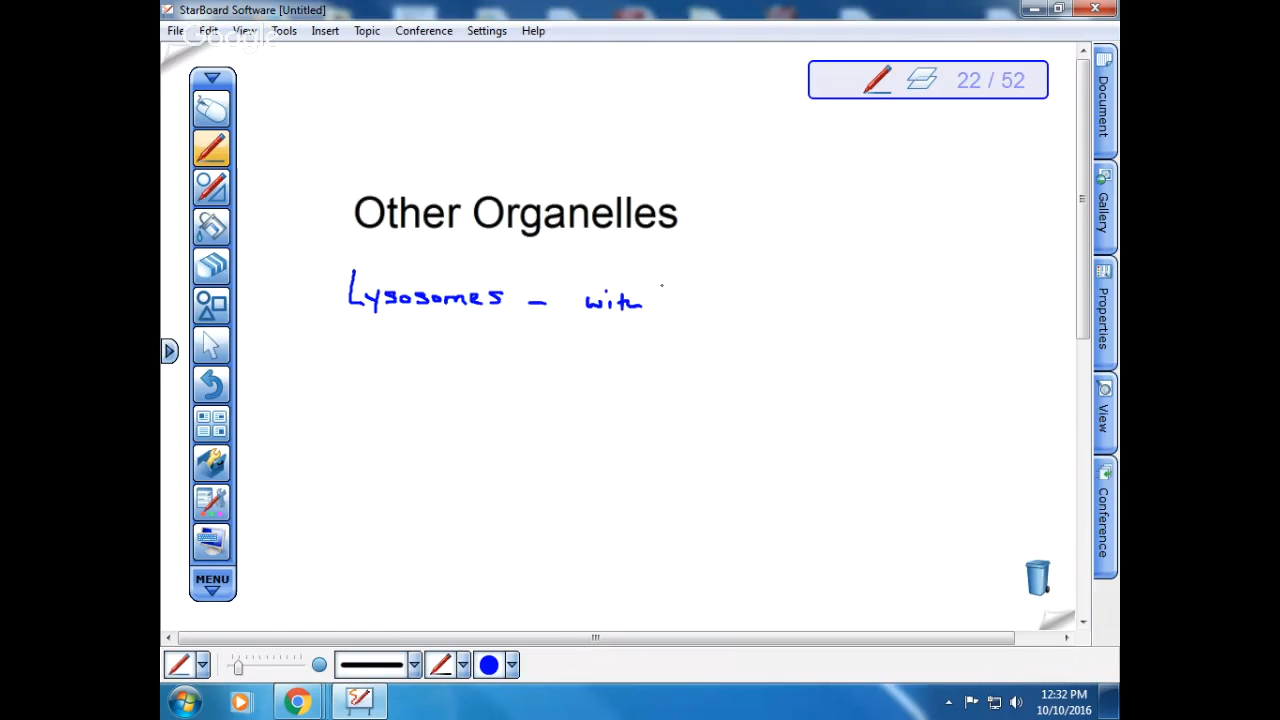 StarBoard Software [Untitled]
File Edit View Tools Insert Topic Conference Settings Help
Google
22 / 52
Other Organelles
Lysosomes - with
Document
Gallery
Properties
View
Conference
MENU
12:32 PM
10/10/2016